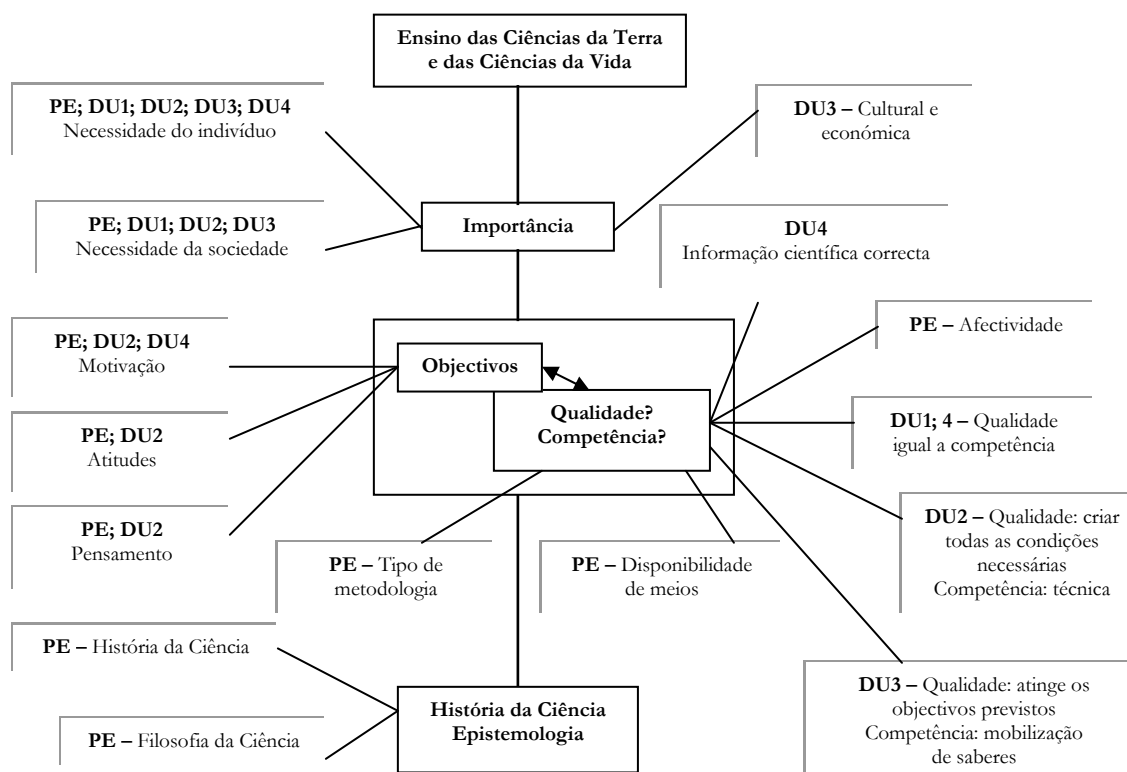 Ensino das Ciências da Terra
e das Ciências da Vida
PE; DU1; DU2; DU3; DU4
Necessidade do indivíduo
DU3 – Cultural e
económica
PE; DU1; DU2; DU3
Necessidade da sociedade
Importância
DU4
Informação científica correcta
PE; DU2; DU4
Motivação
Objectivos
PE – Afectividade
Qualidade?
Competência?
DU1; 4 – Qualidade
igual a competência
PE; DU2
Atitudes
PE; DU2
Pensamento
DU2 – Qualidade: criar
todas as condições
necessárias
Competência: técnica
PE – Tipo de
metodologia
PE – Disponibilidade
de meios
PE – História da Ciência
DU3 – Qualidade: atinge os
objectivos previstos
Competência: mobilização
de saberes
História da Ciência
Epistemologia
PE – Filosofia da Ciência